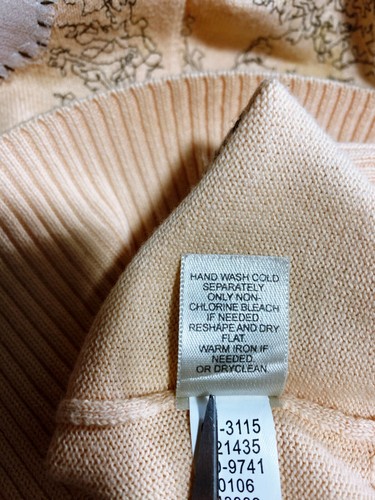 HAND WASH COLD
SEPARATELY
ONLY NON-
CHLORINE BLEACH
IF NEEDED.
RESHAPE AND DRY
FLAT.
WARM IRON IF
NEEDED.
OR DRYCLEAN
-3115
21435
-9741
0106